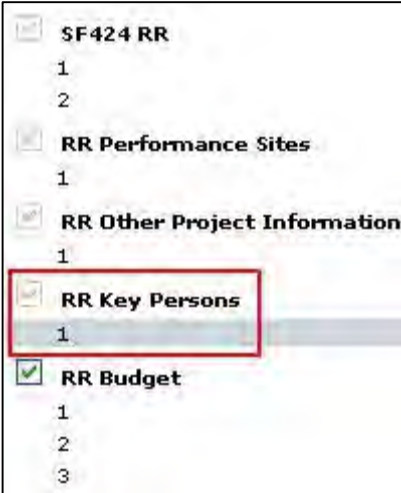 SF424 RR
1
2
RR Performance Sites
1
RR Other Project Information
1
RR Key Persons
1
RR Budget
1
2
3